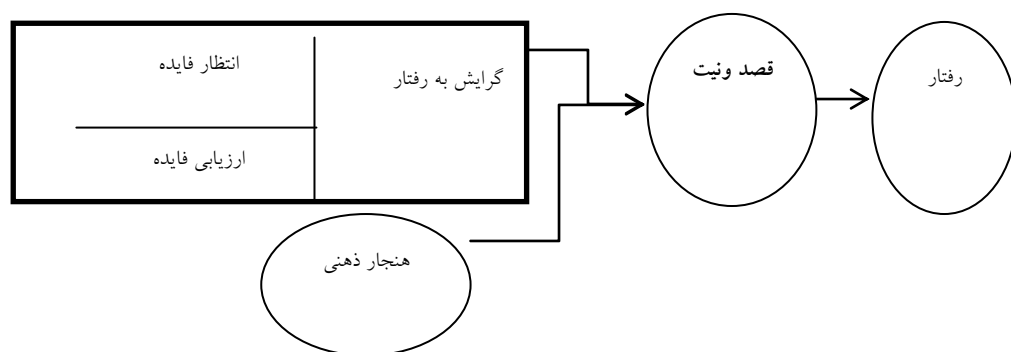 انتظار فایده
گرایش به رفتار
ارزیابی فایده
هنجار ذهنی
قصد ونیت
رفتار